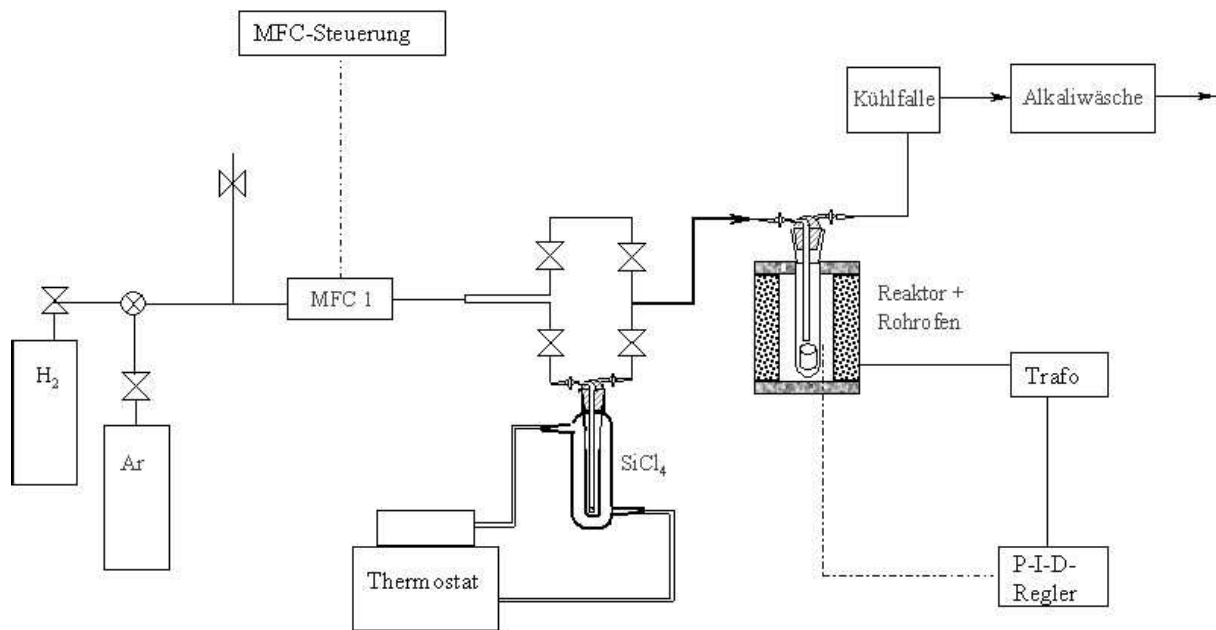 MFC-Steuerung
Kühlfalle
Alkaliwäsche
MFC 1
Reaktor +
Rohrofen
H₂
Trafo
Ar
SiCl₄
Thermostat
P-I-D-
Regler